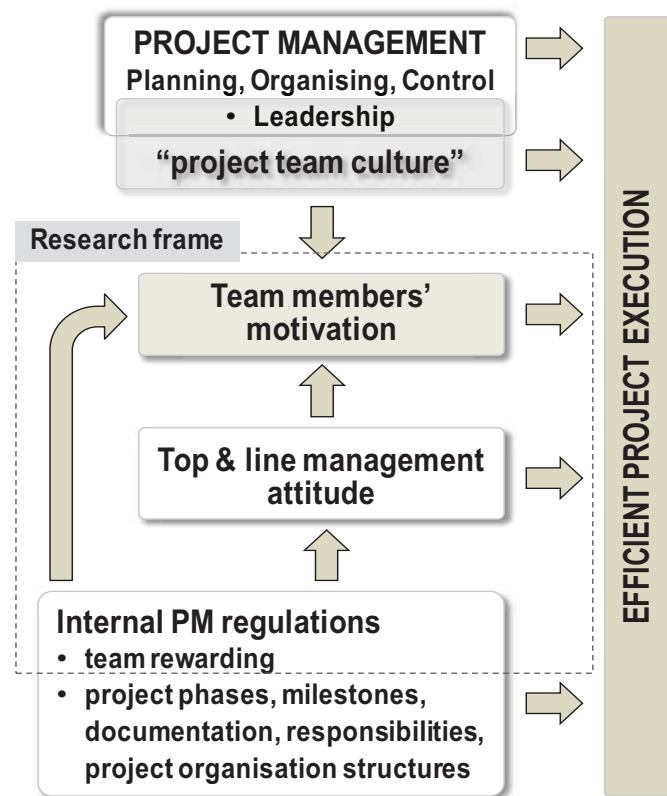 PROJECT MANAGEMENT
Planning, Organising, Control
• Leadership
“project team culture”
Research frame
Team members’
motivation
Top & line management
attitude
Internal PM regulations
• team rewarding
• project phases, milestones,
documentation, responsibilities,
project organisation structures
EFFICIENT PROJECT EXECUTION